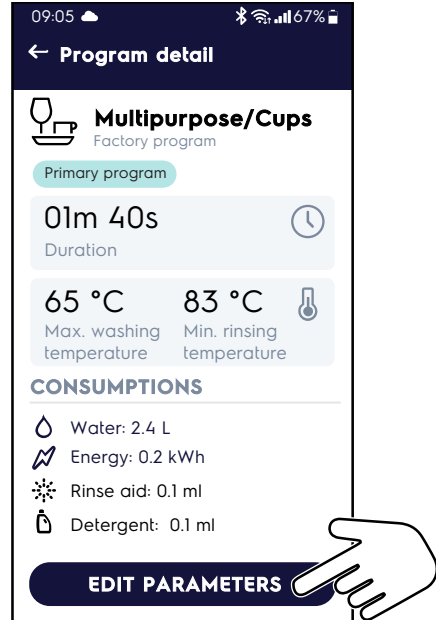 09:05 67%
← Program detail
Multipurpose/Cups
Factory program
Primary program
01m 40s
Duration
65 °C 83 °C
Max. washing Min. rinsing
temperature temperature
CONSUMPTIONS
Water: 2.4 L
Energy: 0.2 kWh
Rinse aid: 0.1 ml
Detergent: 0.1 ml
EDIT PARAMETERS